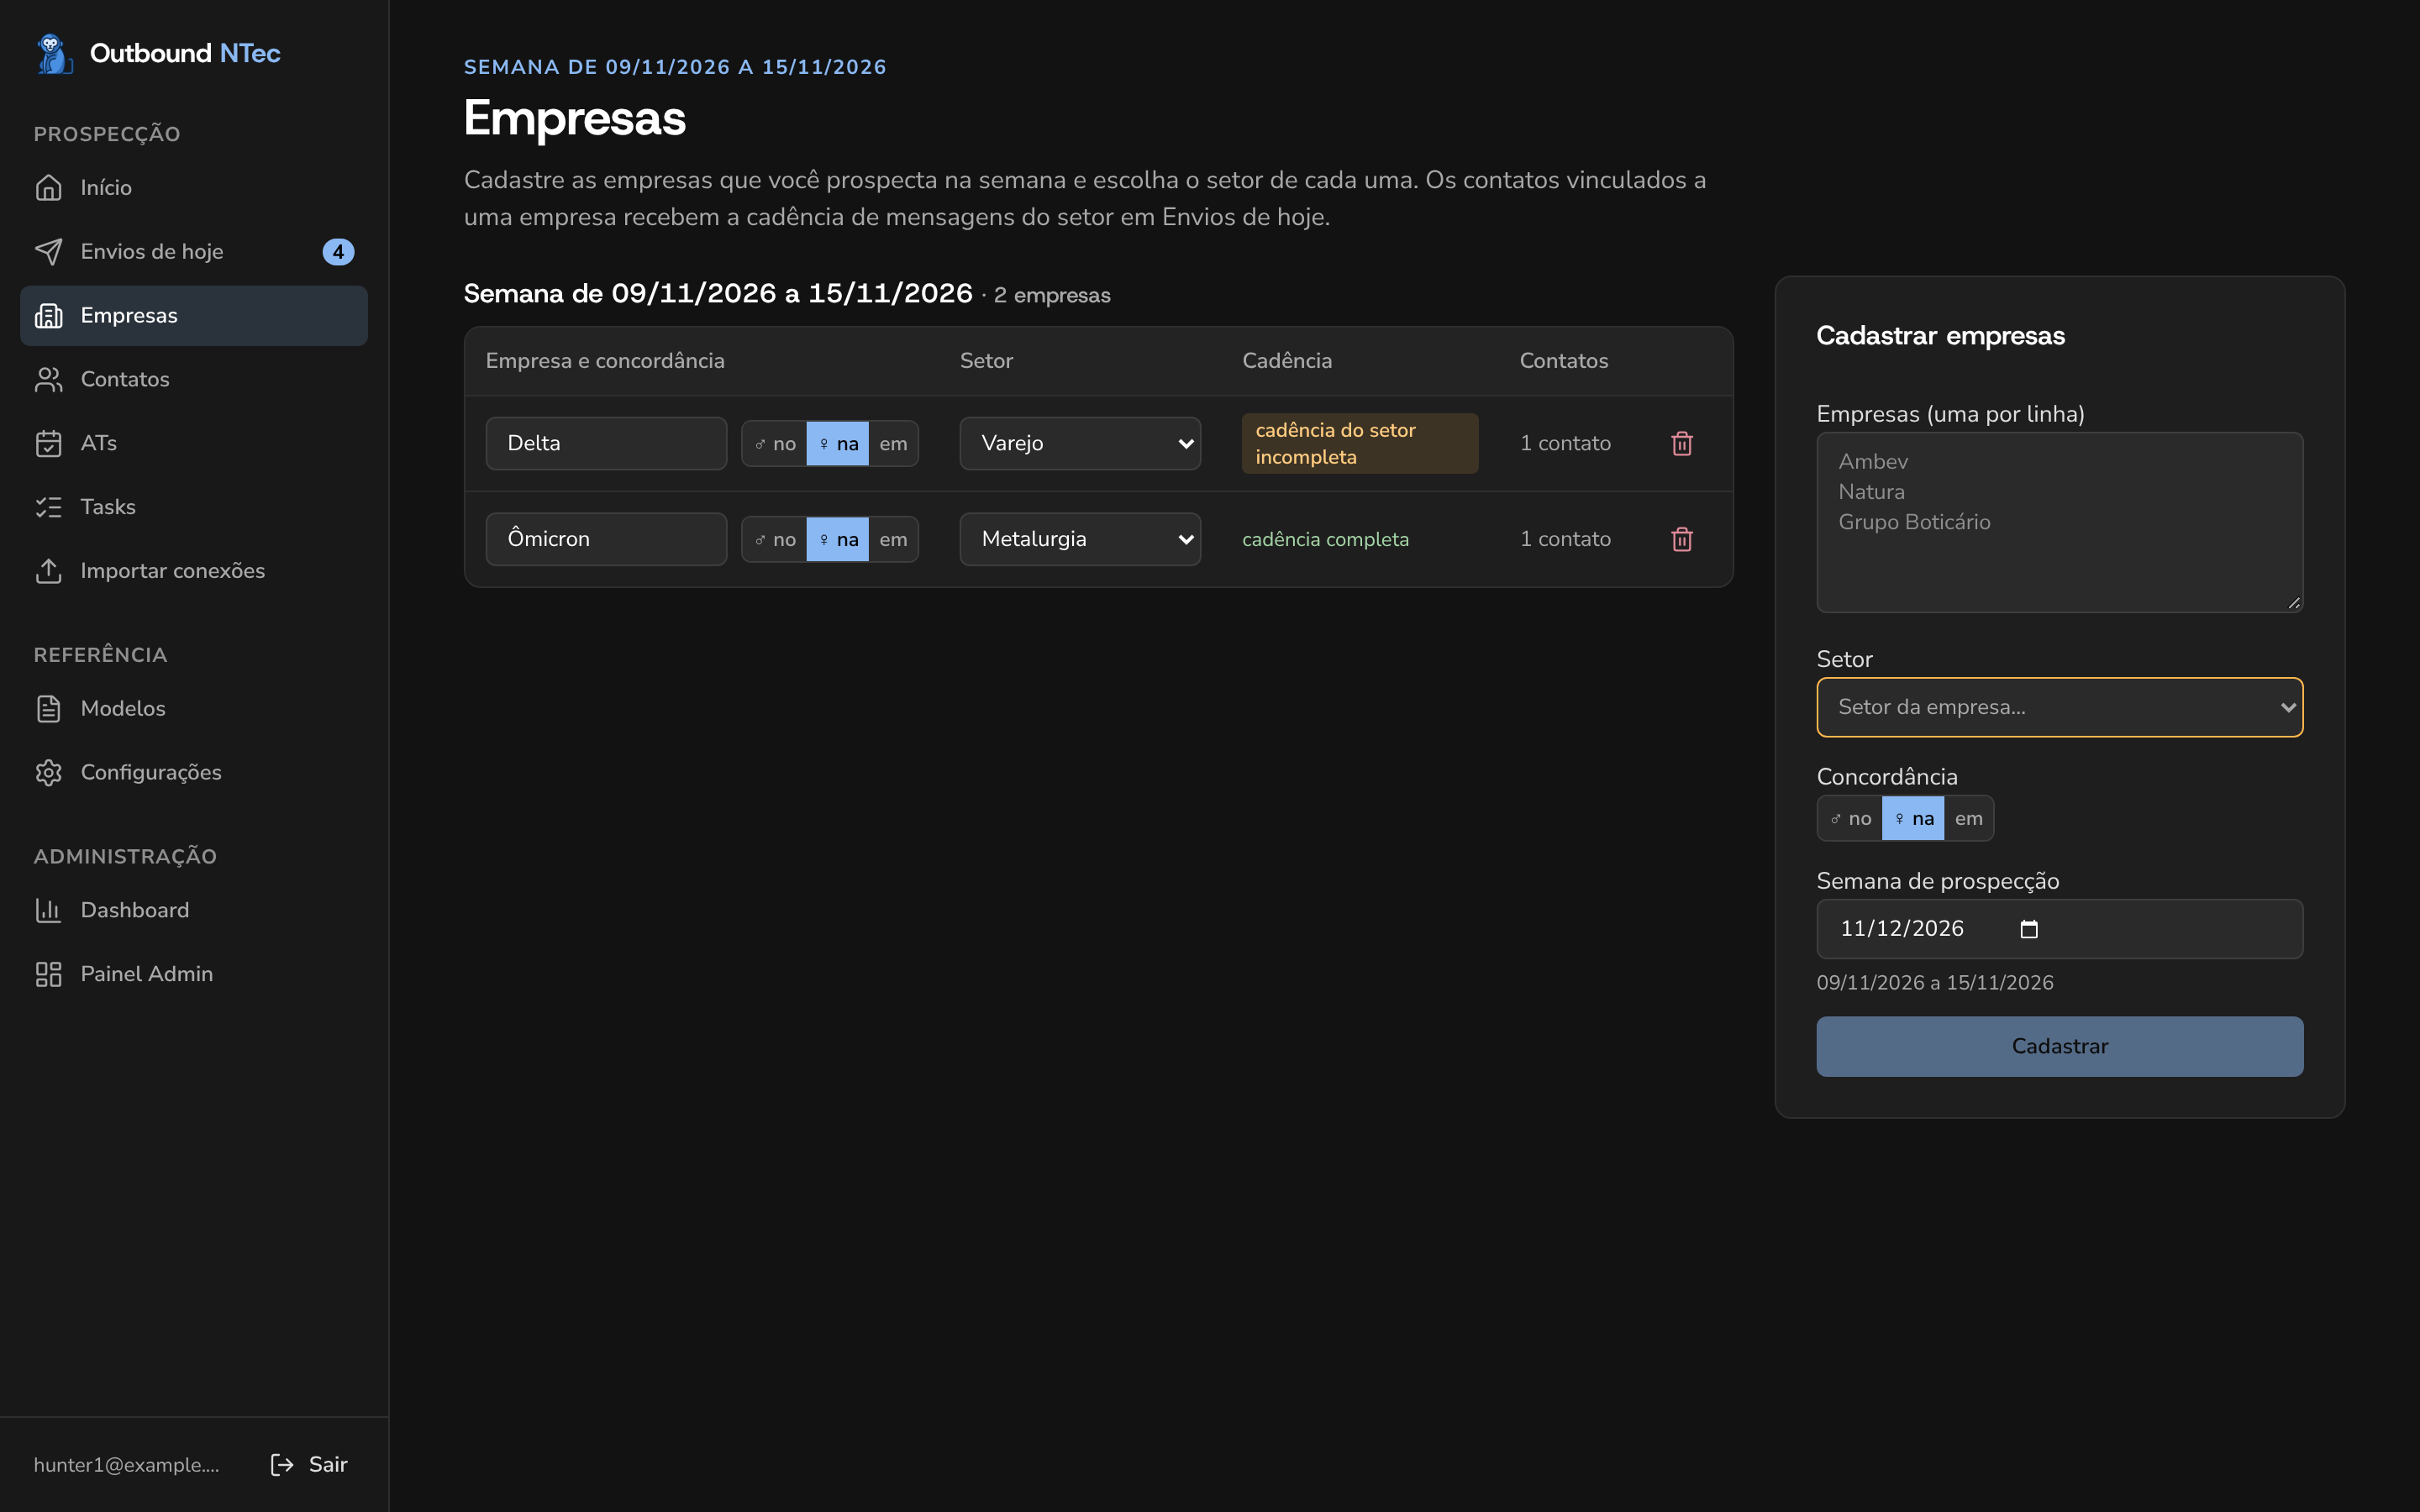 Outbound NTec
PROSPECÇÃO
Início
Envios de hoje 4
Empresas
Contatos
ATs
Tasks
Importar conexões
REFERÊNCIA
Modelos
Configurações
ADMINISTRAÇÃO
Dashboard
Painel Admin
hunter1@example....
Sair
SEMANA DE 09/11/2026 A 15/11/2026
Empresas
Cadastre as empresas que você prospecta na semana e escolha o setor de cada uma. Os contatos vinculados a
uma empresa recebem a cadência de mensagens do setor em Envios de hoje.
Semana de 09/11/2026 a 15/11/2026 · 2 empresas
Empresa e concordância Setor Cadência Contatos
Delta ♂ no ♀ na em Varejo cadência do setor
incompleta 1 contato
Ômicron ♂ no ♀ na em Metalurgia cadência completa 1 contato
Cadastrar empresas
Empresas (uma por linha)
Ambev
Natura
Grupo Boticário
Setor
Setor da empresa...
Concordância
♂ no ♀ na em
Semana de prospecção
11/12/2026
09/11/2026 a 15/11/2026
Cadastrar